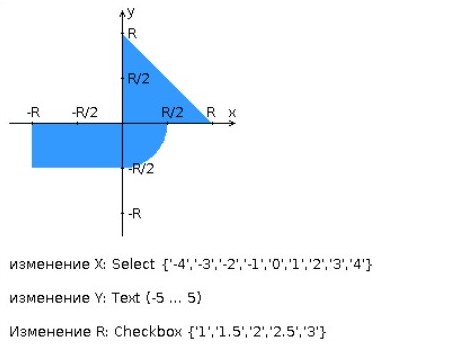 y
R
R/2
-R
-R/2
R/2
R
x
-R/2
-R
изменение X: Select {'-4','-3','-2','-1','0','1','2','3','4'}
изменение Y: Text (-5 ... 5)
Изменение R: Checkbox {'1','1.5','2','2.5','3'}